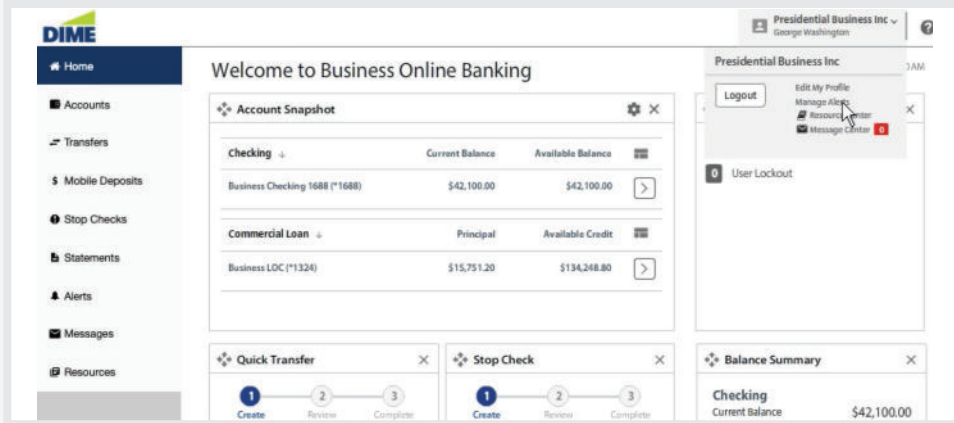 DIME
Presidential Business Inc
George Washington
Home
Accounts
Transfers
$ Mobile Deposits
Stop Checks
Statements
Alerts
Messages
Resources
Welcome to Business Online Banking
Presidential Business Inc
Logout
Edit My Profile
Manage Alerts
Message Center 0
AM
Account Snapshot
Checking Current Balance Available Balance
Business Checking 1688 (*1688) $42,100.00 $42,100.00
Commercial Loan Principal Available Credit
Business LOC (*1324) $15,751.20 $134,248.80
0 User Lockout
Quick Transfer
1 2 3
Create Review Complete
Stop Check
1 2 3
Create Review Complete
Balance Summary
Checking
Current Balance $42,100.00